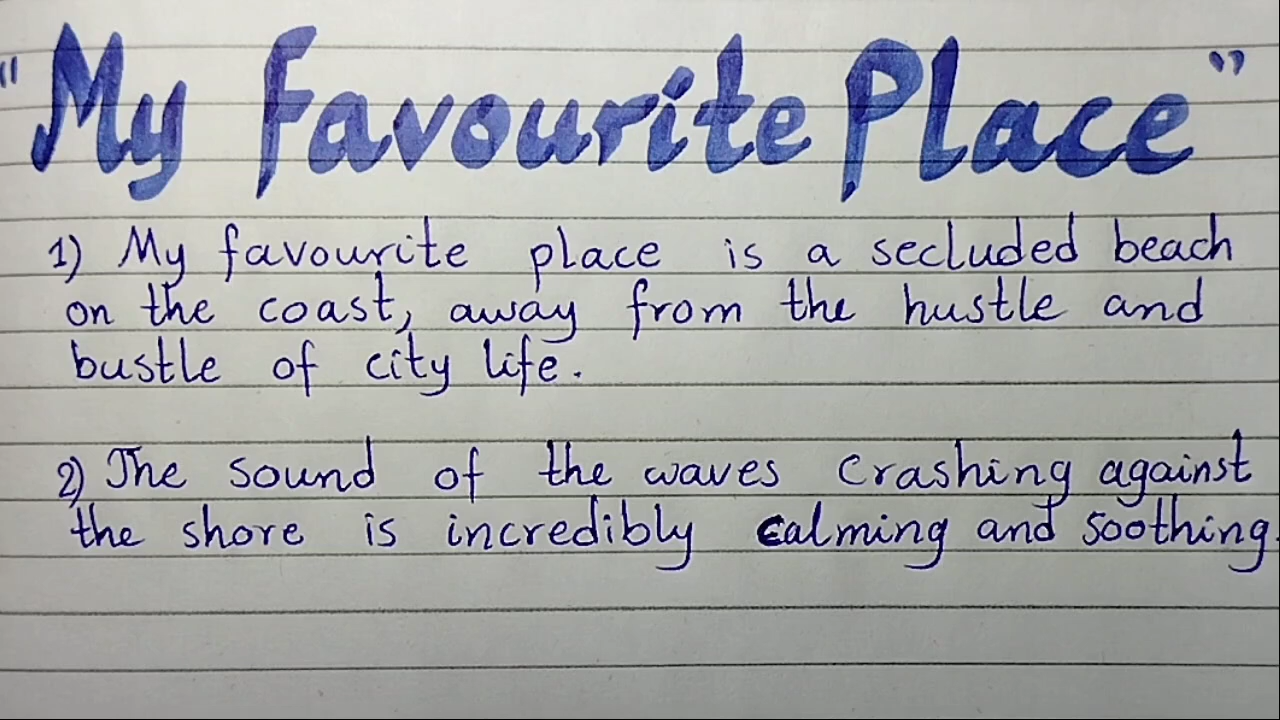 "My favourite Place"
1) My favourite place is a secluded beach
on the coast, away from the hustle and
bustle of city life.
2) The sound of the waves crashing against
the shore is incredibly calming and soothing.